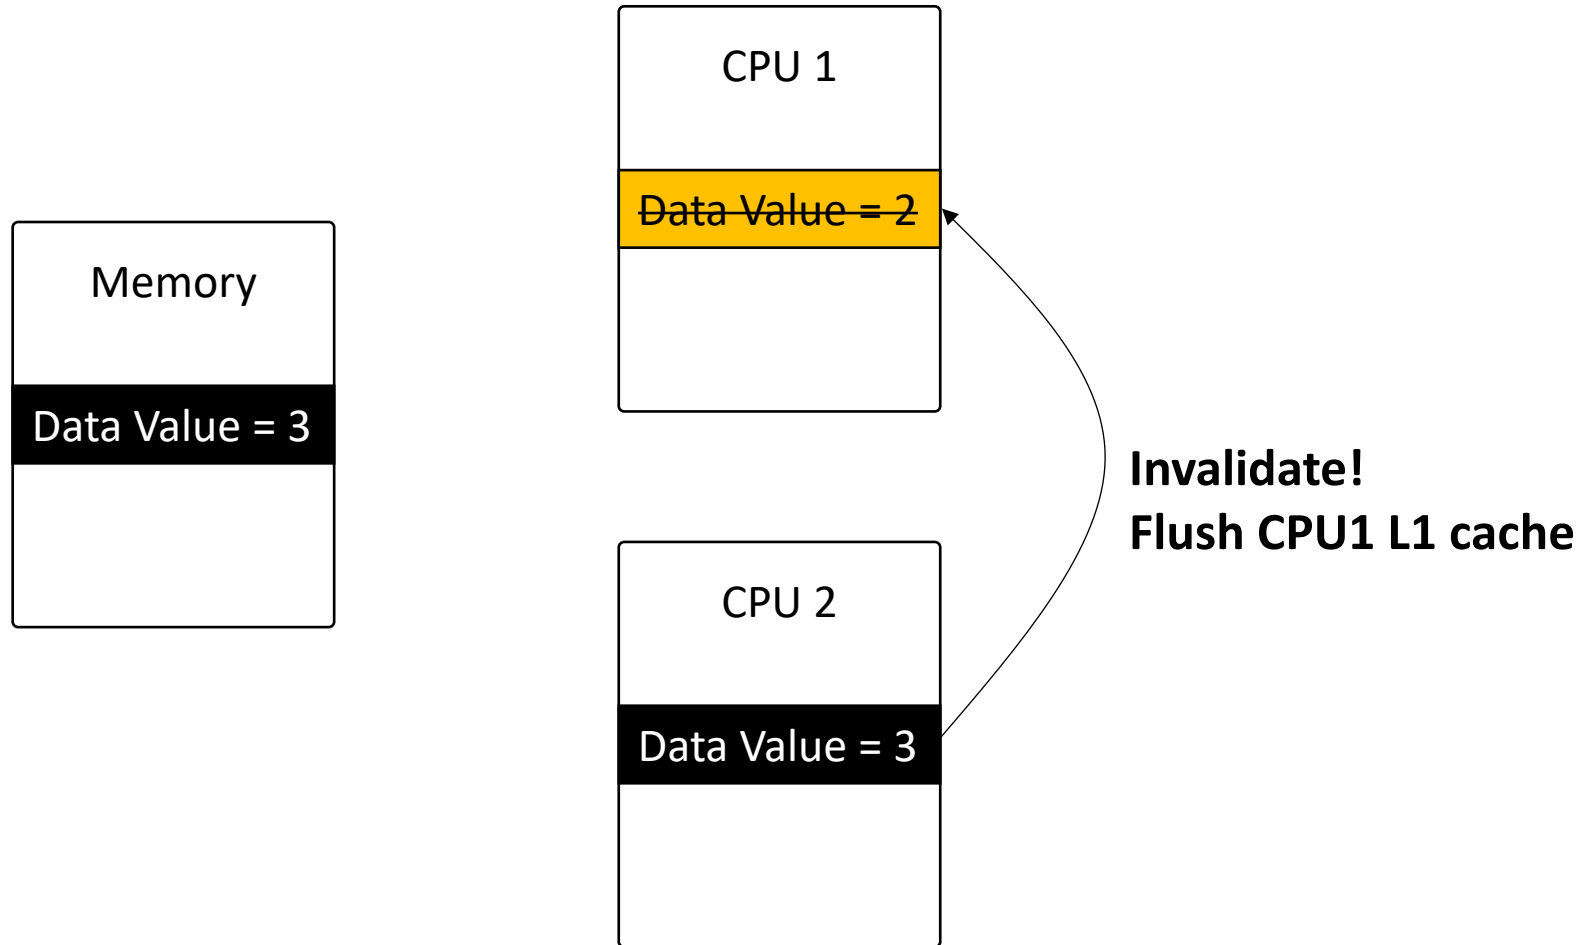 CPU 1
Data Value = 2
Memory
Data Value = 3
Invalidate!
Flush CPU1 L1 cache
CPU 2
Data Value = 3